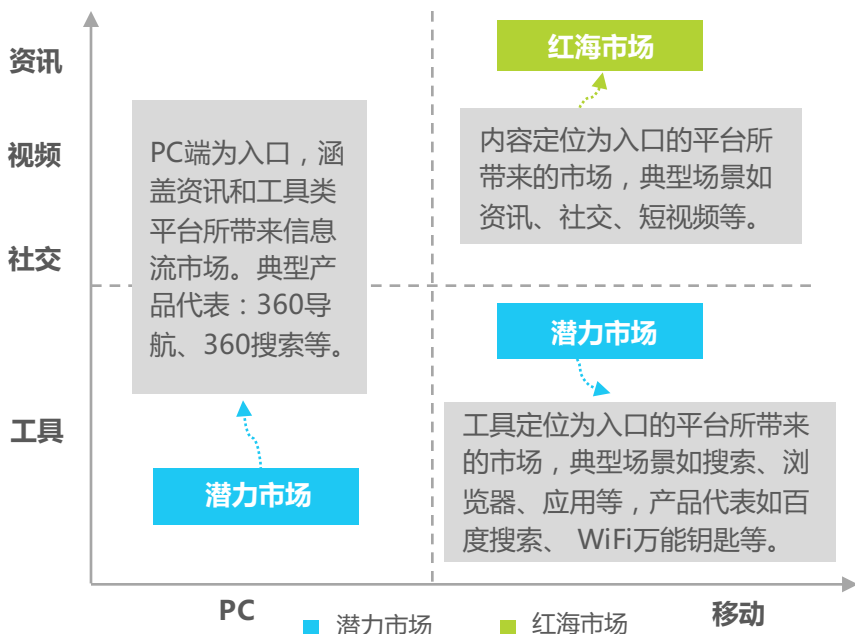 资讯
视频
社交
工具
PC端为入口，涵
盖资讯和工具类
平台所带来信息
流市场。典型产
品代表：360导
航、360搜索等。
潜力市场
红海市场
内容定位为入口的平台所
带来的市场，典型场景如
资讯、社交、短视频等。
潜力市场
工具定位为入口的平台所带来
的市场，典型场景如搜索、浏
览器、应用等，产品代表如百
度搜索、 WiFi万能钥匙等。
PC
移动
潜力市场
红海市场